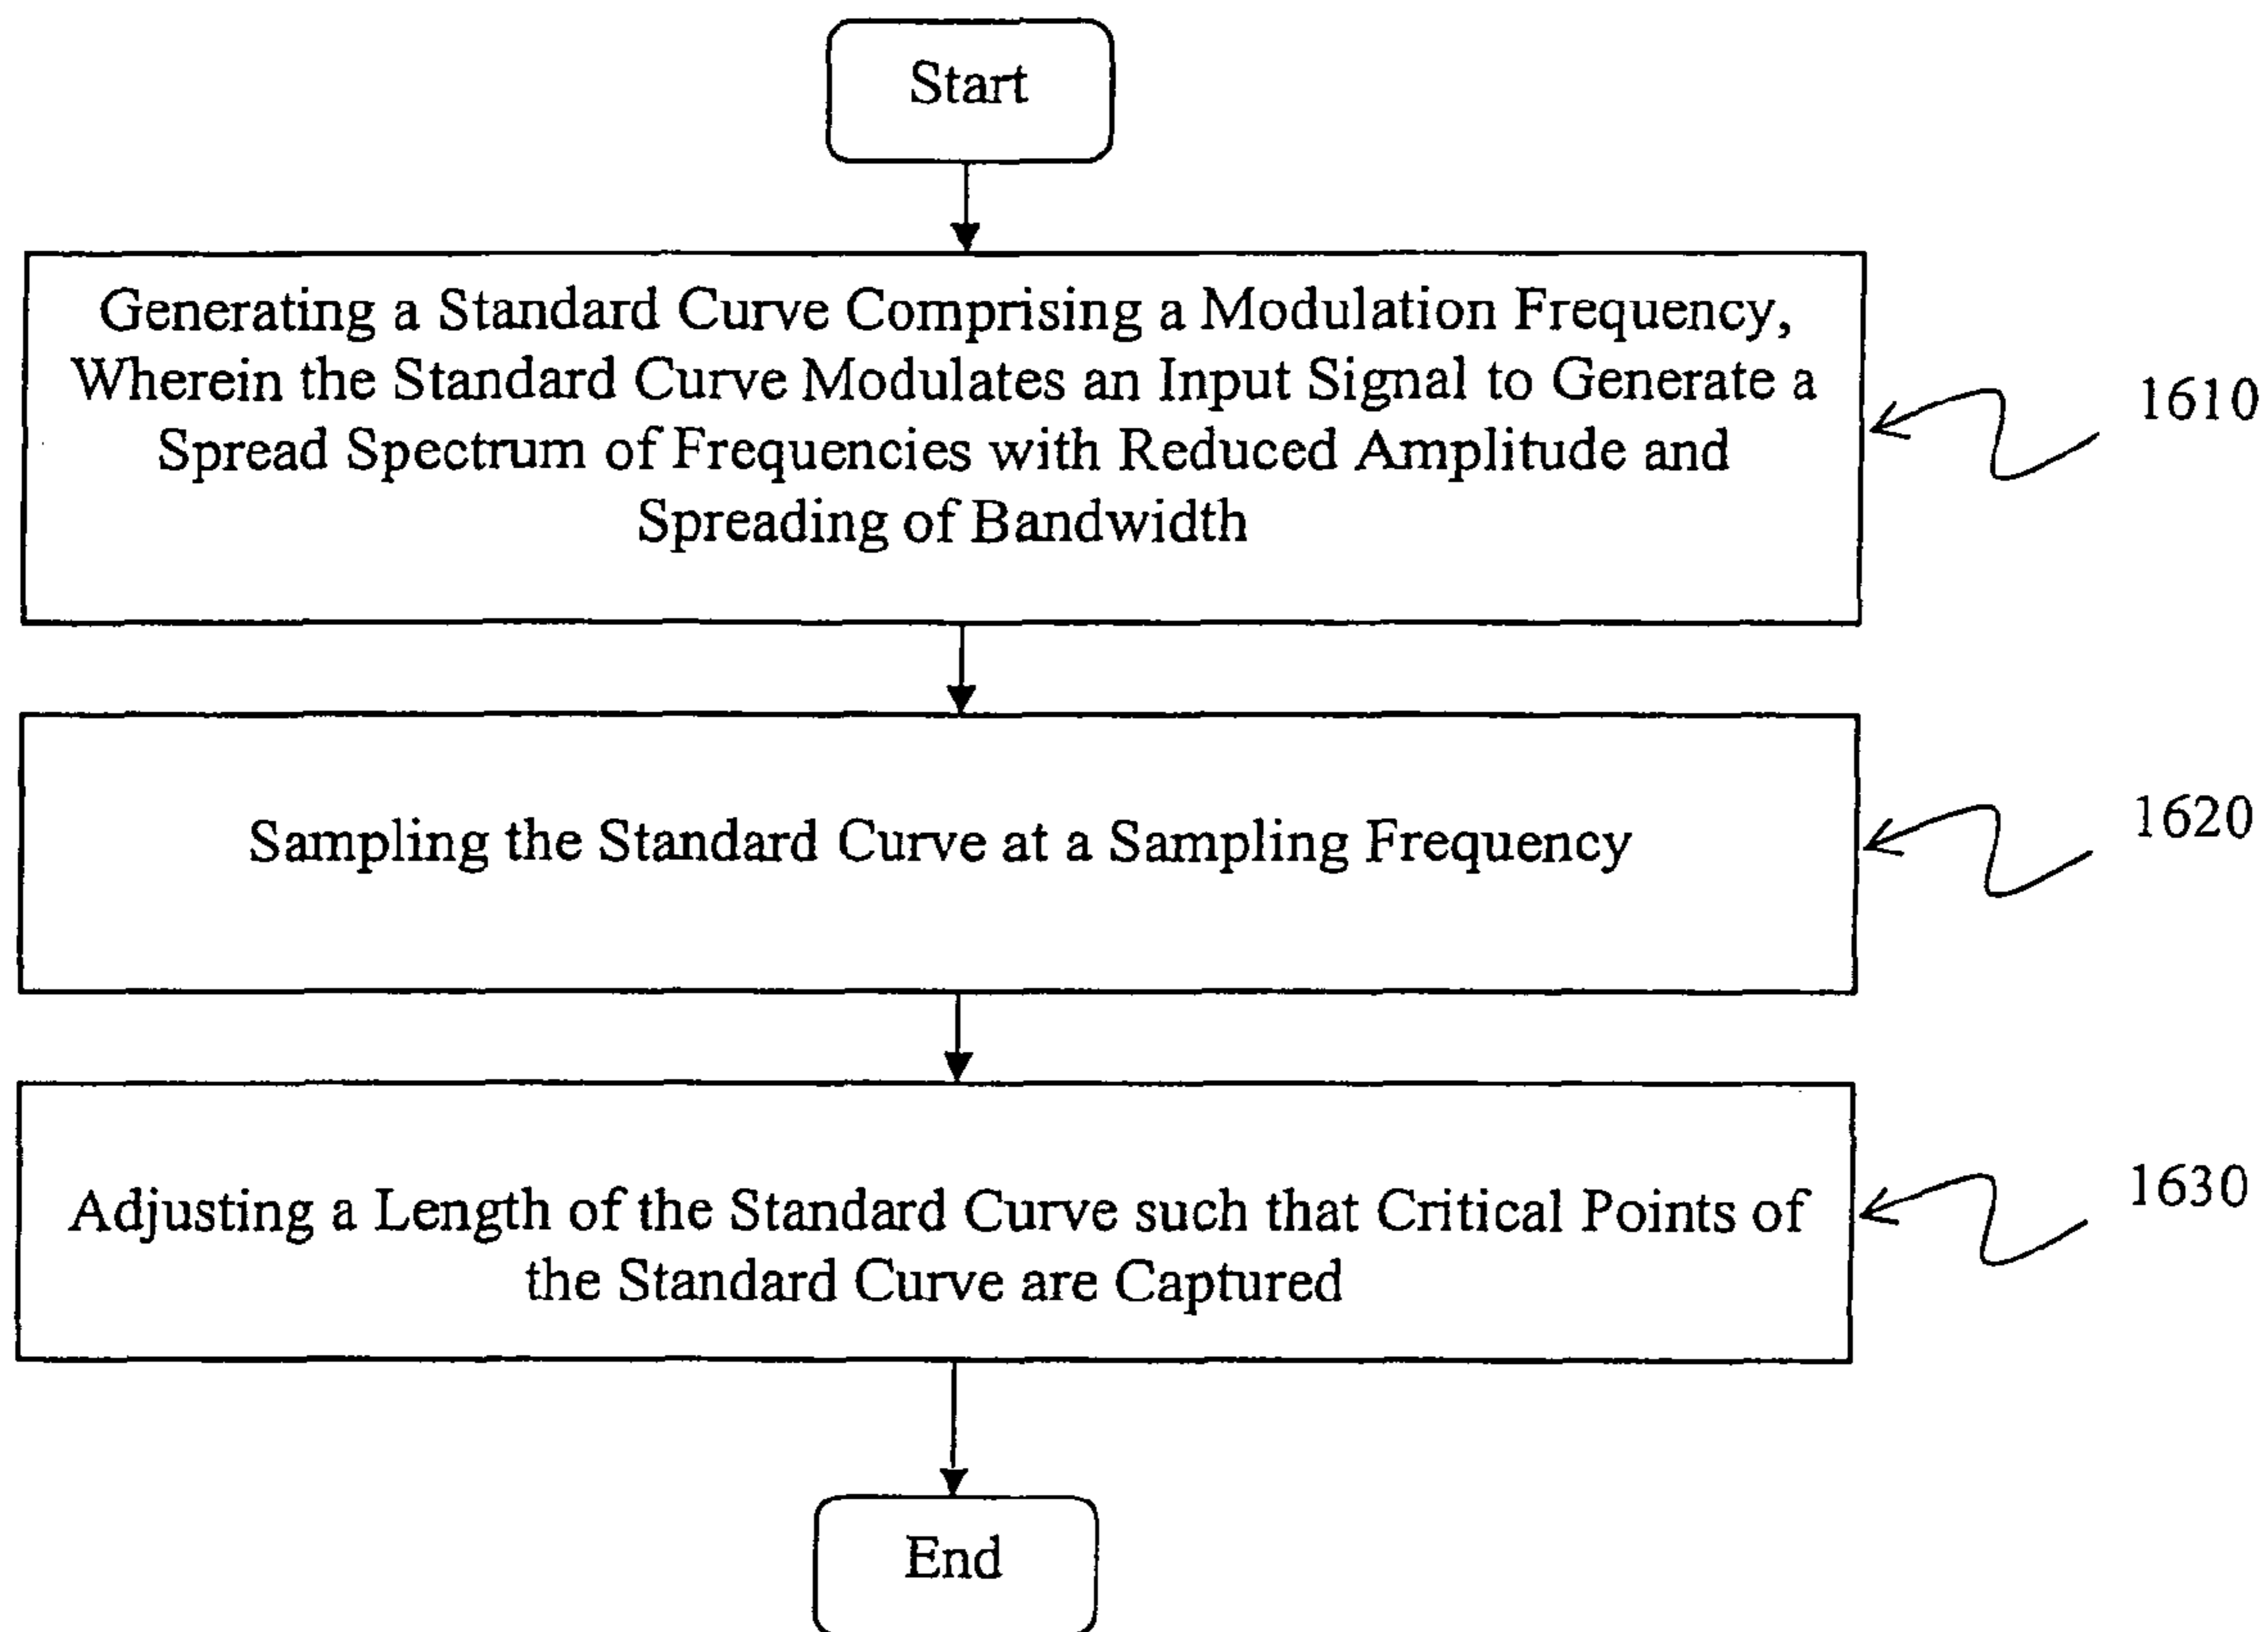 Start
Generating a Standard Curve Comprising a Modulation Frequency,
Wherein the Standard Curve Modulates an Input Signal to Generate a
Spread Spectrum of Frequencies with Reduced Amplitude and
Spreading of Bandwidth
1610
Sampling the Standard Curve at a Sampling Frequency
1620
Adjusting a Length of the Standard Curve such that Critical Points of
the Standard Curve are Captured
1630
End